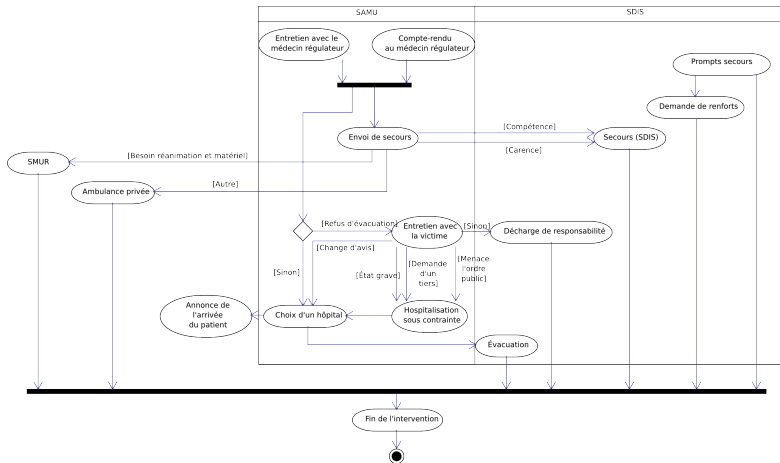 SAMU
SDIS
Entretien avec le
médecin régulateur
Compte-rendu
au médecin régulateur
Prompts secours
Demande de renforts
[Compétence]
Envoi de secours
Secours (SDIS)
[Carence]
[Besoin réanimation et matériel]
SMUR
[Autre]
Ambulance privée
[Refus d'évacuation]
Entretien avec
la victime
[Sinon]
Décharge de responsabilité
[Change d'avis]
[Sinon]
[État grave]
[Demande
d'un
tiers]
[Menace
l'ordre
public]
Annonce de
l'arrivée
du patient
Choix d'un hôpital
Hospitalisation
sous contrainte
Évacuation
Fin de l'intervention